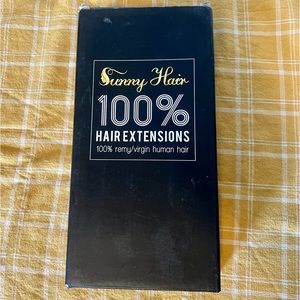 Sunny Hair
100%
HAIR EXTENSIONS
100% remy/virgin human hair